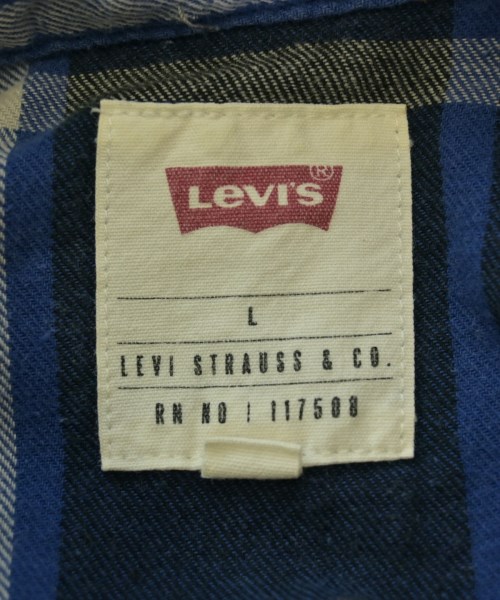 Levi's®
L
LEVI STRAUSS & CO.
RN NO : 117508